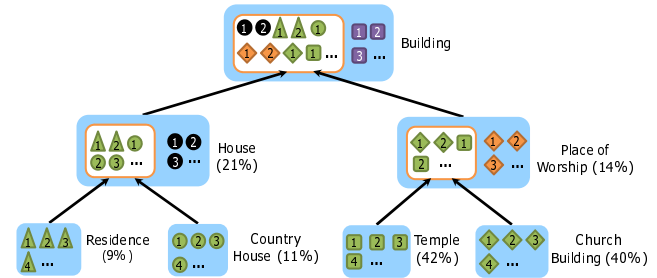 1 2 1 2 1 1 2
Building
1 2 1 1 ... 3 ...
1 2 1 1 2
House
2 3 ... 3 ...
(21%)
1 2 1 1 2
Place of
2 ... 3 ...
Worship (14%)
1 2 3
Residence
4 ...
(9%)
1 2 3
Country
4 ...
House (11%)
1 2 3
Temple
4 ...
(42%)
1 2 3
Church
4 ...
Building (40%)